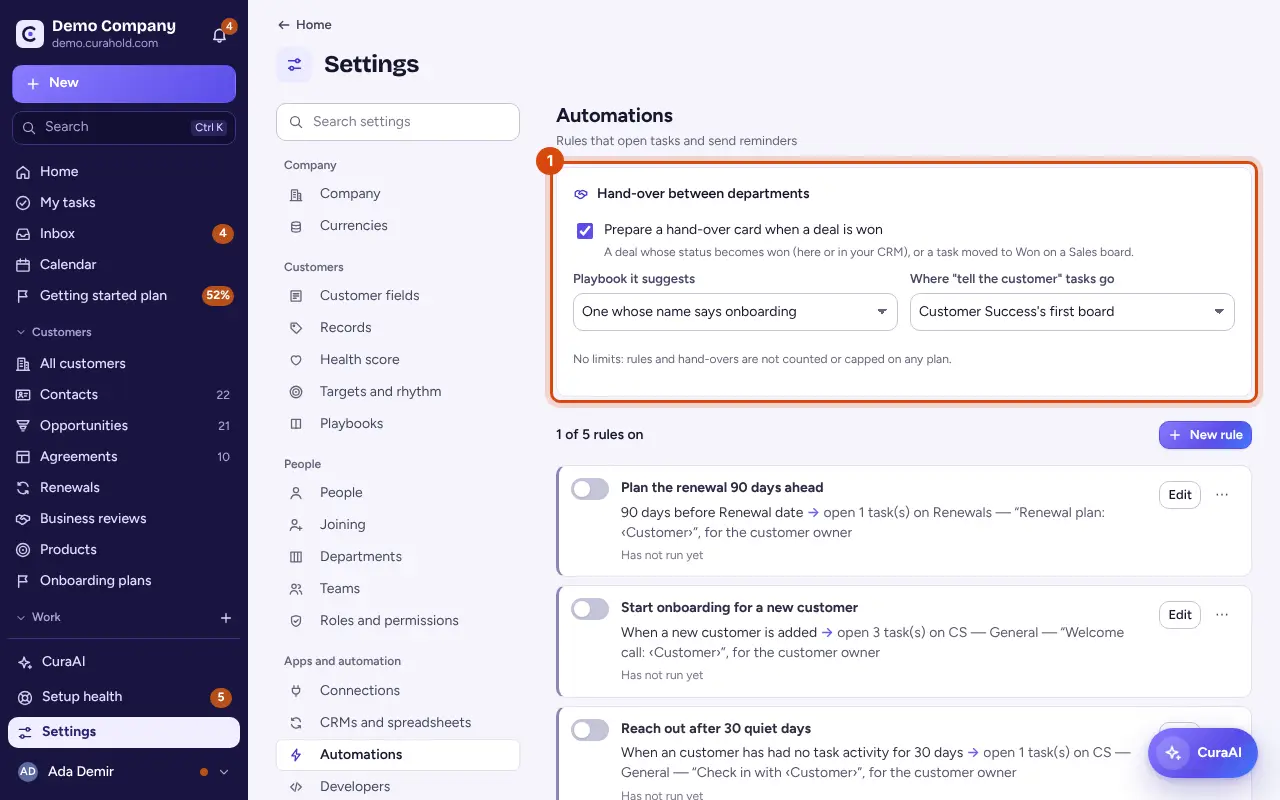 Demo Company
demo.curahold.com
4
New
Search
Ctrl K
Home
My tasks
Inbox
4
Calendar
Getting started plan
52%
Customers
All customers
Contacts
22
Opportunities
21
Agreements
10
Renewals
Business reviews
Products
Onboarding plans
Work
CuraAI
Setup health
5
Settings
AD
Ada Demir
Home
Settings
Search settings
Company
Company
Currencies
Customers
Customer fields
Records
Health score
Targets and rhythm
Playbooks
People
People
Joining
Departments
Teams
Roles and permissions
Apps and automation
Connections
CRMs and spreadsheets
Automations
Developers
Automations
Rules that open tasks and send reminders
1
Hand-over between departments
Prepare a hand-over card when a deal is won
A deal whose status becomes won (here or in your CRM), or a task moved to Won on a Sales board.
Playbook it suggests
Where "tell the customer" tasks go
One whose name says onboarding
Customer Success's first board
No limits: rules and hand-overs are not counted or capped on any plan.
1 of 5 rules on
New rule
Plan the renewal 90 days ahead
Edit
90 days before Renewal date → open 1 task(s) on Renewals — “Renewal plan:
‹Customer›”, for the customer owner
Has not run yet
Start onboarding for a new customer
Edit
When a new customer is added → open 3 task(s) on CS — General — “Welcome
call: ‹Customer›”, for the customer owner
Has not run yet
Reach out after 30 quiet days
When an customer has had no task activity for 30 days → open 1 task(s) on CS —
General — “Check in with ‹Customer›”, for the customer owner
Has not run yet
CuraAI